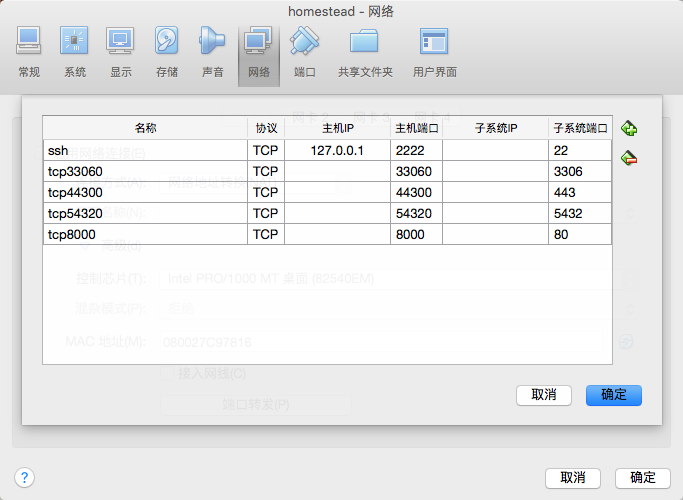 homestead - 网络
常规 系统 显示 存储 声音 网络 端口 共享文件夹 用户界面
名称 协议 主机IP 主机端口 子系统IP 子系统端口
ssh TCP 127.0.0.1 2222 22
tcp33060 TCP 33060 3306
tcp44300 TCP 44300 443
tcp54320 TCP 54320 5432
tcp8000 TCP 8000 80
控制芯片(T): Intel PRO/1000 MT 桌面 (82540EM)
混杂模式(P):
MAC 地址(M): 080027C97816
接入网线(C)
端口转发(P)
取消 确定
? 取消 确定